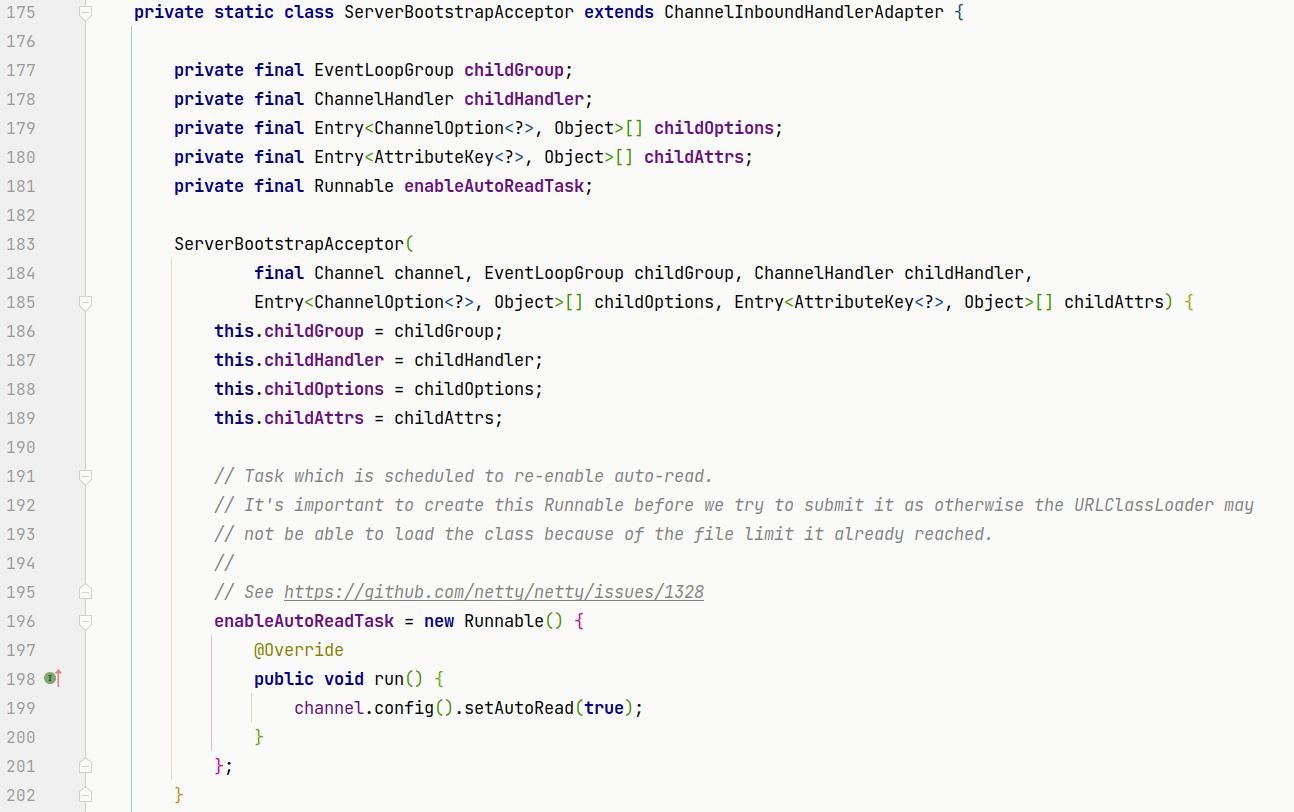 175 private static class ServerBootstrapAcceptor extends ChannelInboundHandlerAdapter {
176
177 private final EventLoopGroup childGroup;
178 private final ChannelHandler childHandler;
179 private final Entry<ChannelOption<?>, Object>[] childOptions;
180 private final Entry<AttributeKey<?>, Object>[] childAttrs;
181 private final Runnable enableAutoReadTask;
182
183 ServerBootstrapAcceptor(
184 final Channel channel, EventLoopGroup childGroup, ChannelHandler childHandler,
185 Entry<ChannelOption<?>, Object>[] childOptions, Entry<AttributeKey<?>, Object>[] childAttrs) {
186 this.childGroup = childGroup;
187 this.childHandler = childHandler;
188 this.childOptions = childOptions;
189 this.childAttrs = childAttrs;
190
191 // Task which is scheduled to re-enable auto-read.
192 // It's important to create this Runnable before we try to submit it as otherwise the URLClassLoader may
193 // not be able to load the class because of the file limit it already reached.
194 //
195 // See https://github.com/netty/netty/issues/1328
196 enableAutoReadTask = new Runnable() {
197 @Override
198 public void run() {
199 channel.config().setAutoRead(true);
200 }
201 };
202 }